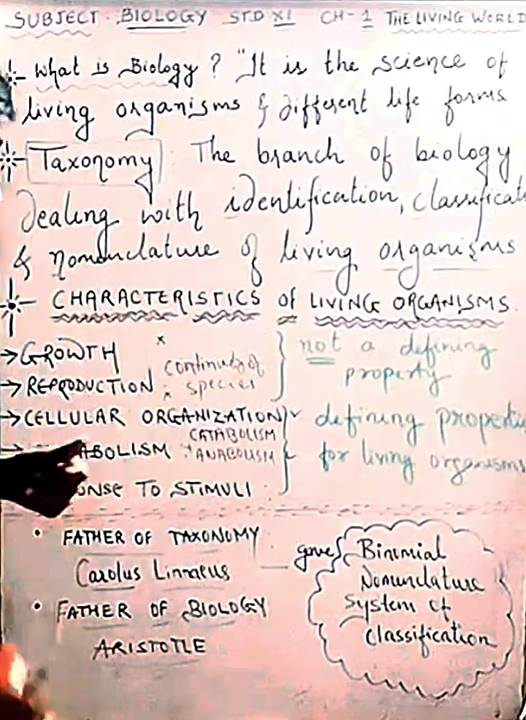 SUBJECT: BIOLOGY STD XI CH-1 THE LIVING WORLD
What is Biology? "It is the science of
living organisms & different life forms
Taxonomy: The branch of biology
dealing with identification, classificat
& nomenclature of living organisms
CHARACTERISTICS of LIVING ORGANISMS.
→ GROWTH x
→ REPRODUCTION : continuity of species
} not a defining property
→ CELLULAR ORGANIZATION
→ ABOLISM : CATABOLISM
ANABOLISM
ONSE TO STIMULI
} defining property
for living organisms
• FATHER OF TAXONOMY
Carolus Linnaeus
gave Binomial
Nomenclature
System of
Classification
• FATHER OF BIOLOGY
ARISTOTLE